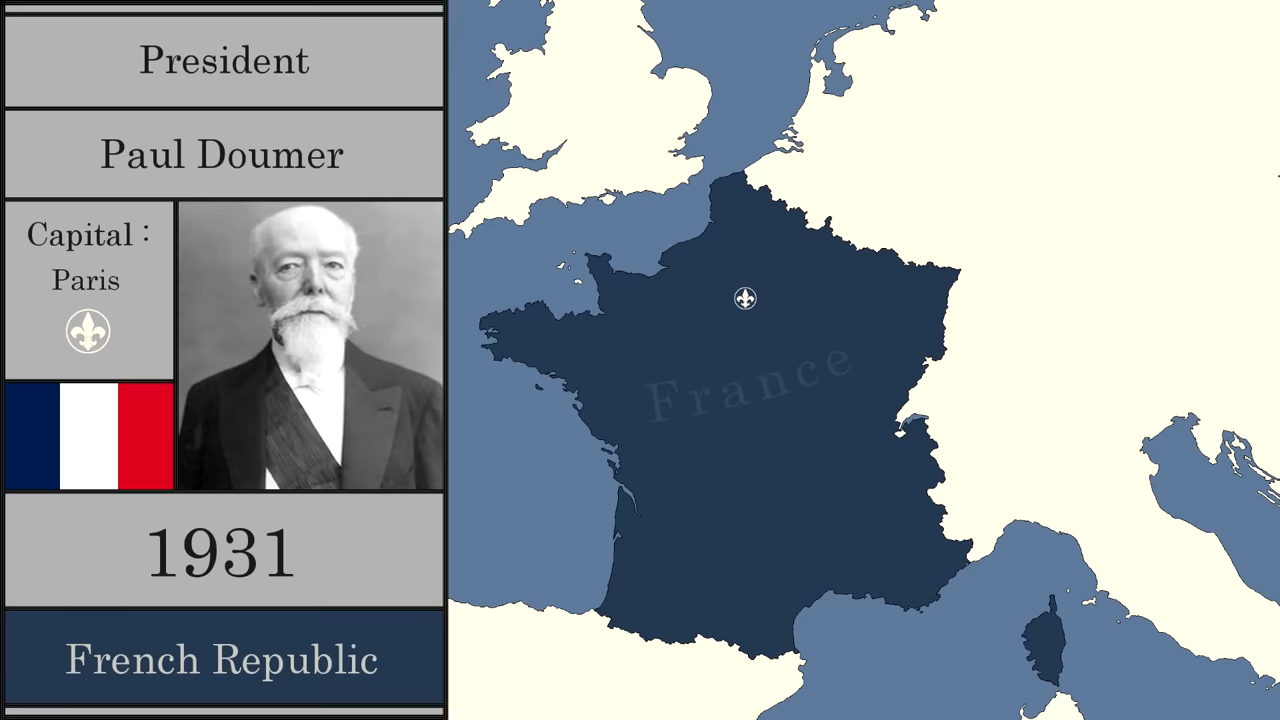 President
Paul Doumer
Capital :
Paris
1931
French Republic
France